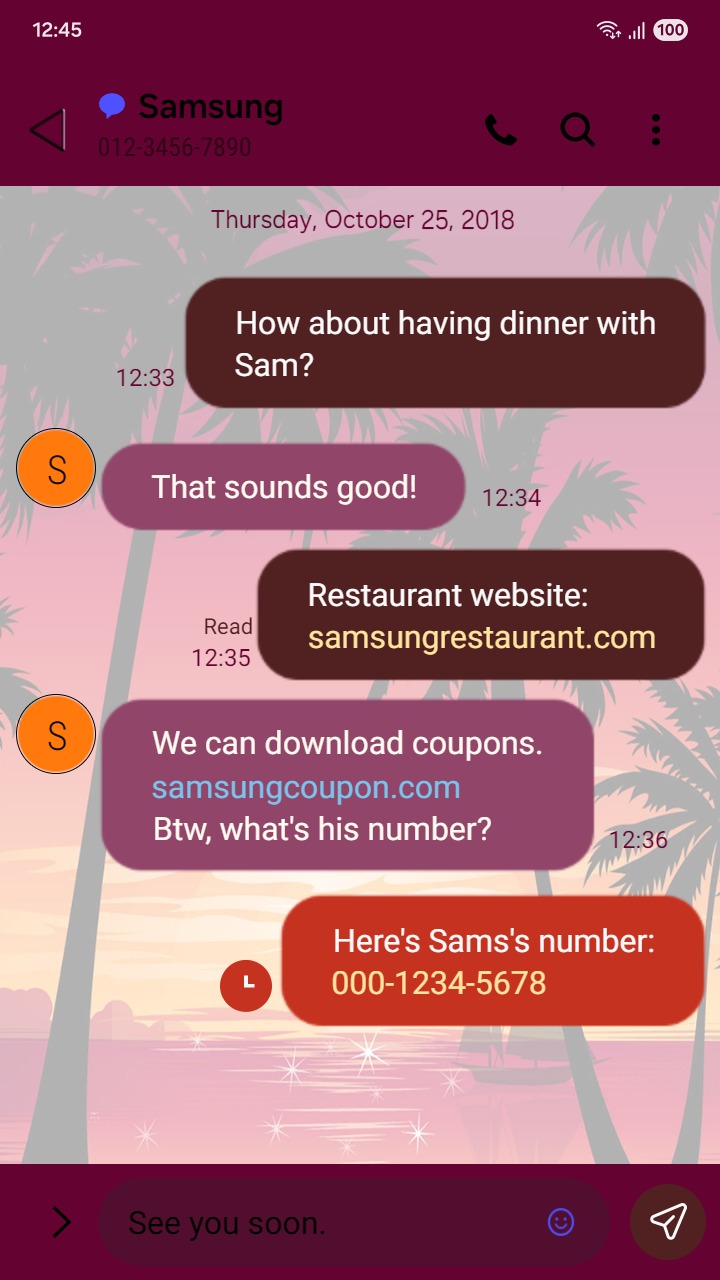 12:45
100
Samsung
012-3456-7890
Thursday, October 25, 2018
How about having dinner with
Sam?
12:33
S
That sounds good!
12:34
Restaurant website:
samsungrestaurant.com
Read
12:35
S
We can download coupons.
samsungcoupon.com
Btw, what's his number?
12:36
Here's Sams's number:
000-1234-5678
See you soon.